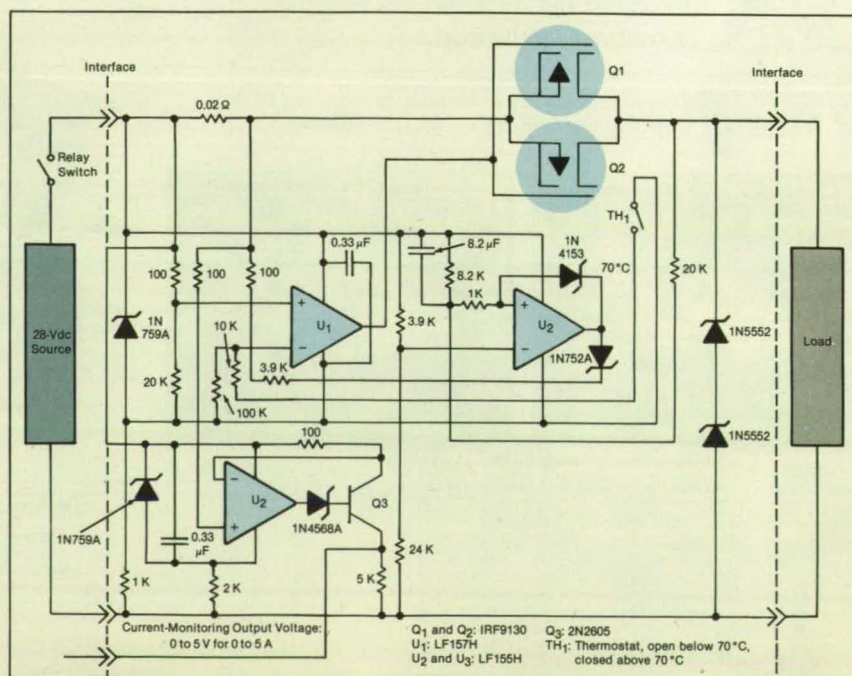 Interface
Interface
Q1
0.02 Ω
Q2
Relay
Switch
TH1
0.33 μF
8.2 μF
1N
4153
70°C
100
100
100
8.2 K
20 K
1K
28-Vdc
Source
1N
759A
+
U1
−
3.9 K
+
U2
−
1N5552
Load
10 K
1N752A
20 K
3.9 K
100 K
1N5552
100
−
U2
+
1N4568A
Q3
1N759A
0.33
μF
24 K
1 K
2 K
5 K
Current-Monitoring Output Voltage:
0 to 5 V for 0 to 5 A
Q1 and Q2: IRF9130
Q3: 2N2605
U1: LF157H
TH1: Thermostat, open below 70°C,
U2 and U3: LF155H
closed above 70°C